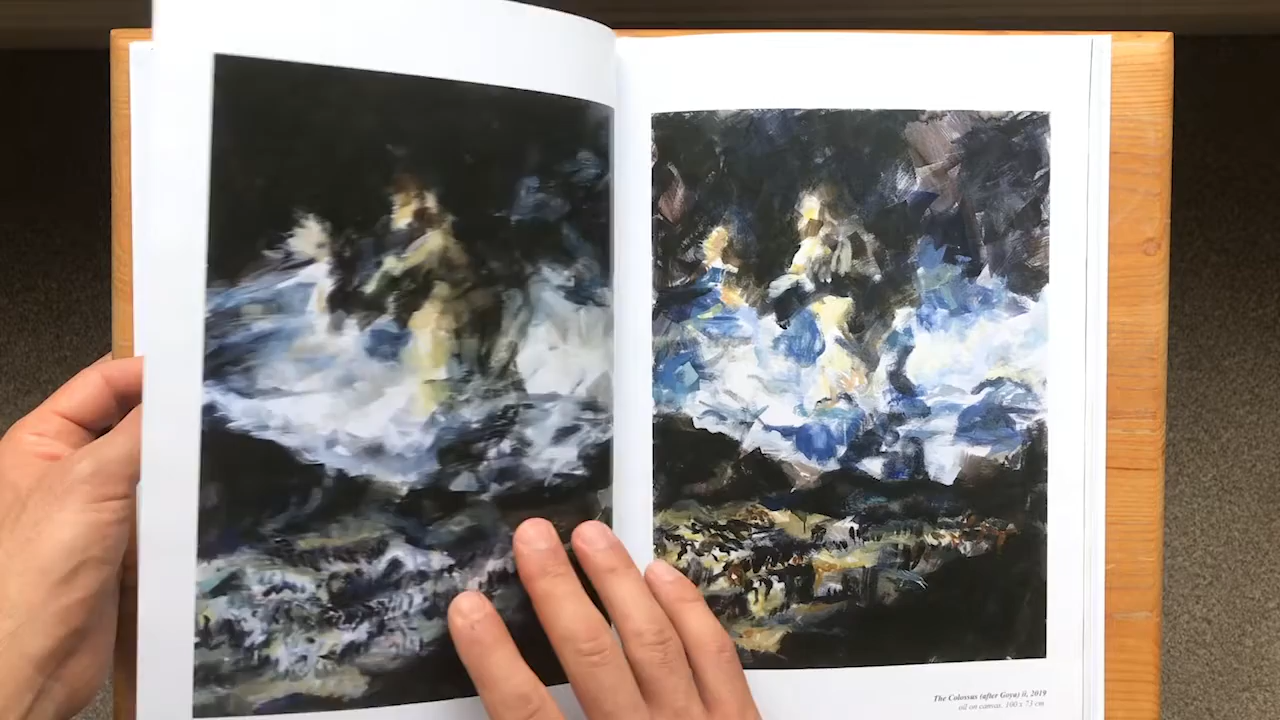 The Colossus (after Goya) ii, 2019
oil on canvas, 100 x 73 cm